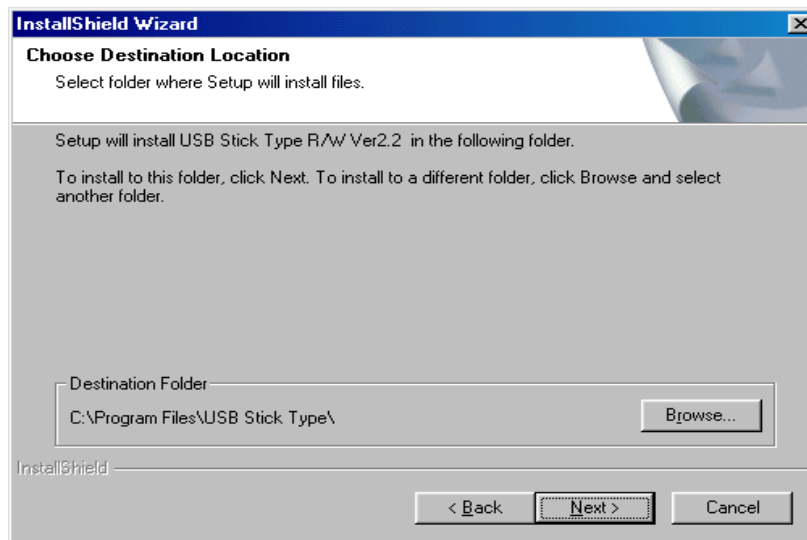 InstallShield Wizard
Choose Destination Location
Select folder where Setup will install files.
Setup will install USB Stick Type R/W Ver2.2 in the following folder.
To install to this folder, click Next. To install to a different folder, click Browse and select
another folder.
Destination Folder
C:\Program Files\USB Stick Type\
Browse...
InstallShield
< Back
Next >
Cancel